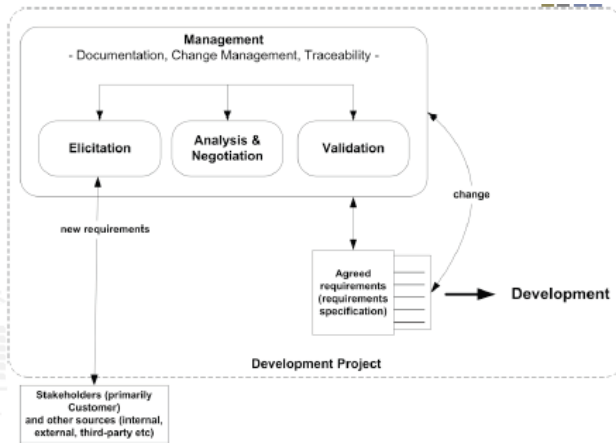 Management
- Documentation, Change Management, Traceability -
Elicitation
Analysis &
Negotiation
Validation
new requirements
change
Agreed
requirements
(requirements
specification)
Development
Development Project
Stakeholders (primarily
Customer)
and other sources (internal,
external, third-party etc)